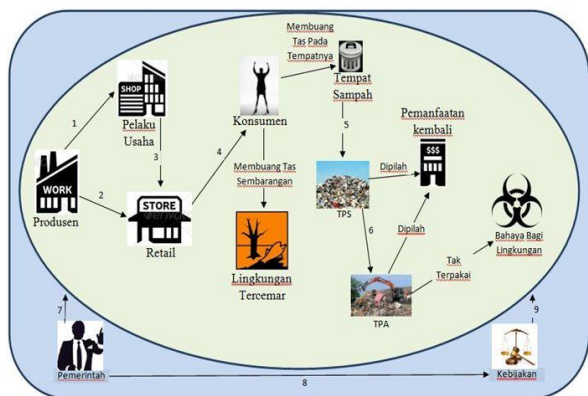 Membuang
Tas Pada
Tempatnya
SHOP
Tempat
Sampah
1
Pelaku
Usaha
Konsumen
Pemanfaatan
kembali
3
4
5
$$$
WORK
STORE
Membuang Tas
Sembarangan
Dipilah
2
Produsen
Retail
TPS
6
Dipilah
Bahaya Bagi
Lingkungan
Lingkungan
Tercemar
Tak
Terpakai
TPA
7
9
Pemerintah
8
Kebijakan